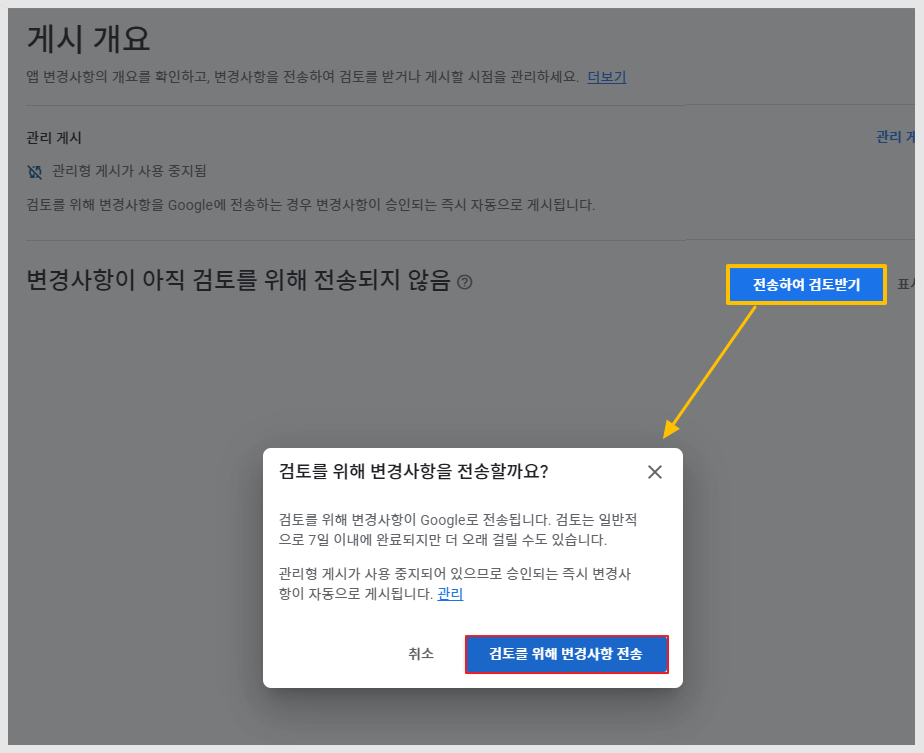 게시 개요
앱 변경사항의 개요를 확인하고, 변경사항을 전송하여 검토를 받거나 게시할 시점을 관리하세요. 더보기
관리 게시
관리
관리형 게시가 사용 중지됨
검토를 위해 변경사항을 Google에 전송하는 경우 변경사항이 승인되는 즉시 자동으로 게시됩니다.
변경사항이 아직 검토를 위해 전송되지 않음
전송하여 검토받기
검토를 위해 변경사항을 전송할까요?
검토를 위해 변경사항이 Google로 전송됩니다. 검토는 일반적
으로 7일 이내에 완료되지만 더 오래 걸릴 수도 있습니다.
관리형 게시가 사용 중지되어 있으므로 승인되는 즉시 변경사
항이 자동으로 게시됩니다. 관리
취소
검토를 위해 변경사항 전송